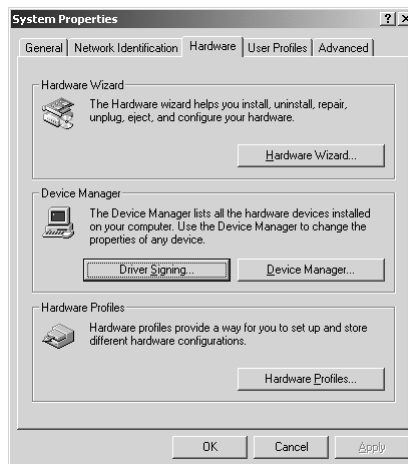 System Properties
General Network Identification Hardware User Profiles Advanced
Hardware Wizard
The Hardware wizard helps you install, uninstall, repair,
unplug, eject, and configure your hardware.
Hardware Wizard...
Device Manager
The Device Manager lists all the hardware devices installed
on your computer. Use the Device Manager to change the
properties of any device.
Driver Signing... Device Manager...
Hardware Profiles
Hardware profiles provide a way for you to set up and store
different hardware configurations.
Hardware Profiles...
OK Cancel Apply